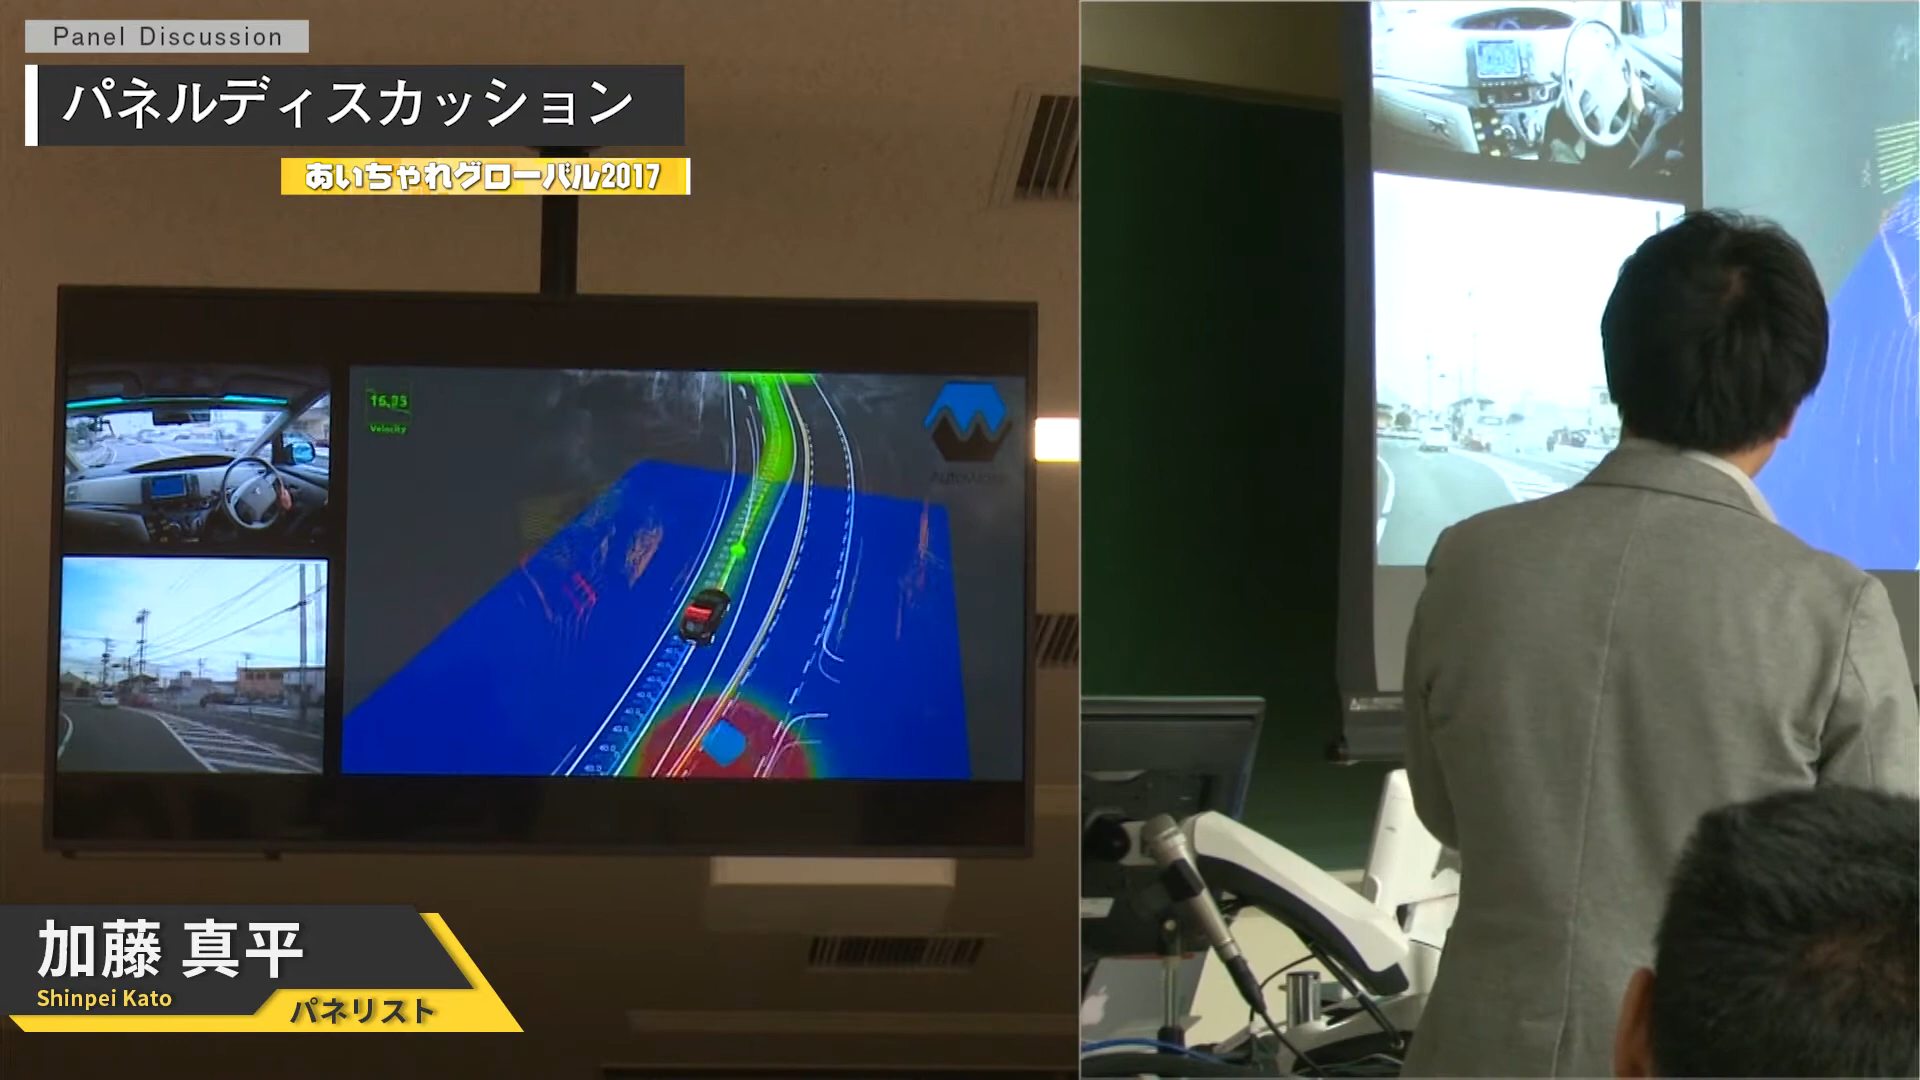 Panel Discussion
パネルディスカッション
あいちゃれグローバル2017
Velocity
加藤 真平
Shinpei Kato
パネリスト